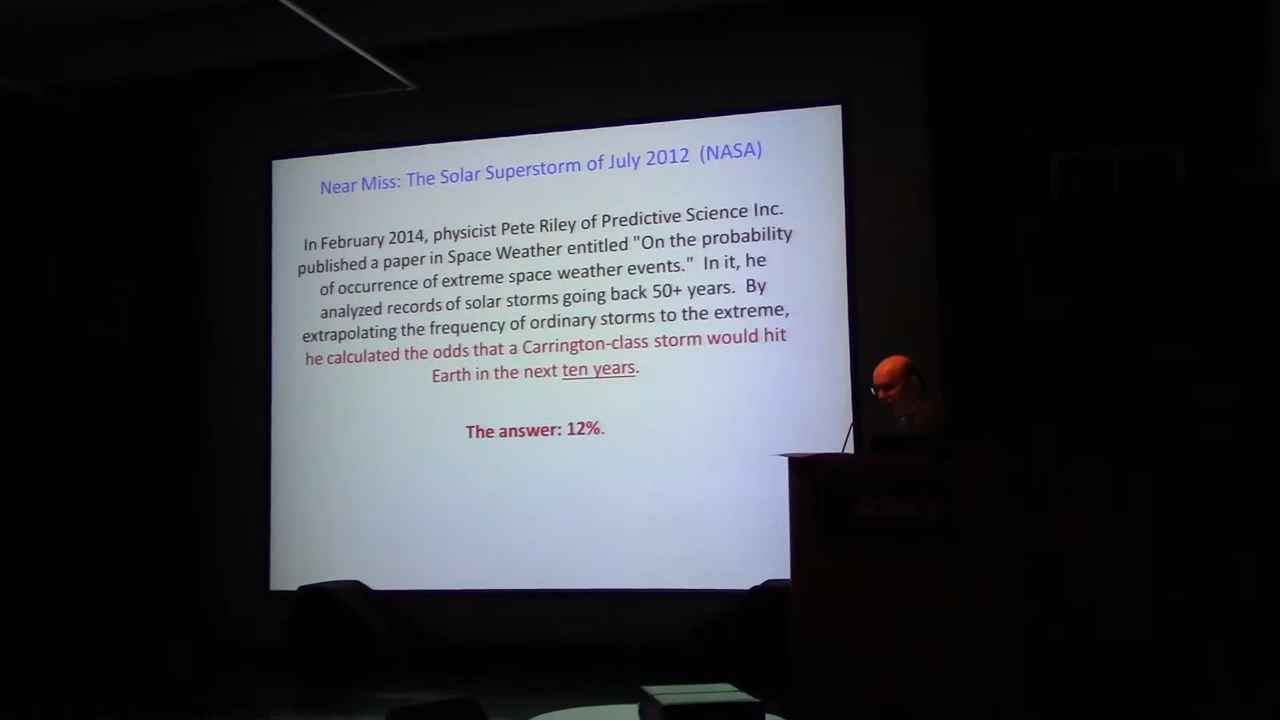 Near Miss: The Solar Superstorm of July 2012 (NASA)
In February 2014, physicist Pete Riley of Predictive Science Inc.
published a paper in Space Weather entitled "On the probability
of occurrence of extreme space weather events." In it, he
analyzed records of solar storms going back 50+ years. By
extrapolating the frequency of ordinary storms to the extreme,
he calculated the odds that a Carrington-class storm would hit
Earth in the next ten years.
The answer: 12%.